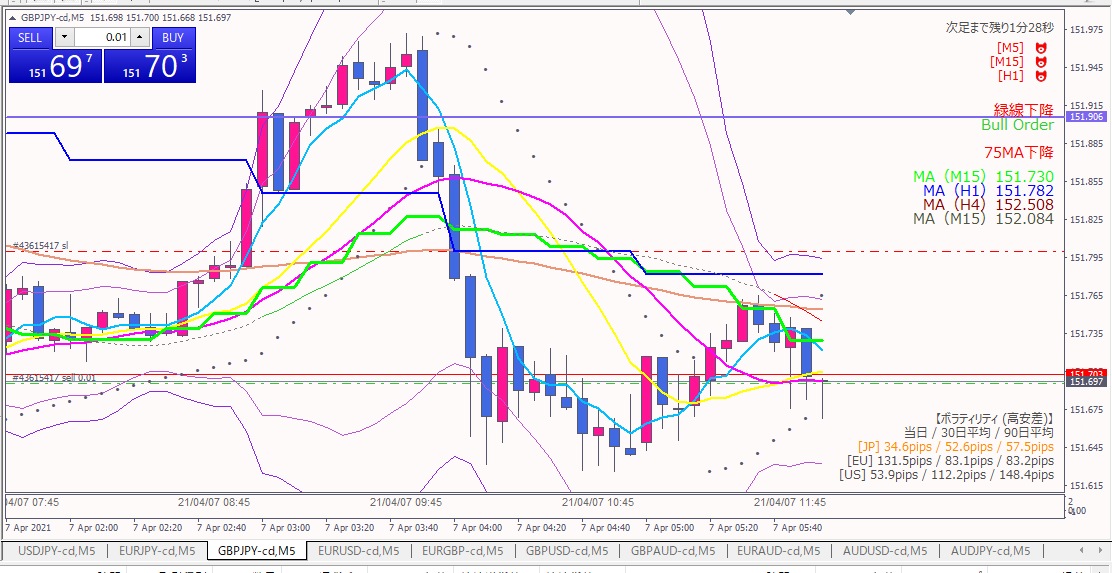 GBPJPY-cd,M5 151.698 151.700 151.668 151.697
SELL 0.01 BUY
151 69 7 151 70 3
次足まで残り1分28秒
[M5]
[M15]
[H1]
緑線下降
Bull Order
75MA下降
MA（M15）151.730
MA（H1）151.782
MA（H4）152.508
MA（M15）152.084
#43615417 sl
#43615417 sell 0.01
【ボラティリティ (高安差)】
当日 / 30日平均 / 90日平均
[JP] 34.6pips / 52.6pips / 57.5pips
[EU] 131.5pips / 83.1pips / 83.2pips
[US] 53.9pips / 112.2pips / 148.4pips
151.975
151.945
151.915
151.906
151.885
151.855
151.825
151.795
151.765
151.735
151.703
151.697
151.675
151.645
151.615
/04/07 07:45 21/04/07 08:45 21/04/07 09:45 21/04/07 10:45 21/04/07 11:45
0.00
7 Apr 2021 7 Apr 02:00 7 Apr 02:20 7 Apr 02:40 7 Apr 03:00 7 Apr 03:20 7 Apr 03:40 7 Apr 04:00 7 Apr 04:20 7 Apr 04:40 7 Apr 05:00 7 Apr 05:20 7 Apr 05:40
USDJPY-cd,M5 EURJPY-cd,M5 GBPJPY-cd,M5 EURUSD-cd,M5 EURGBP-cd,M5 GBPUSD-cd,M5 GBPAUD-cd,M5 EURAUD-cd,M5 AUDUSD-cd,M5 AUDJPY-cd,M5